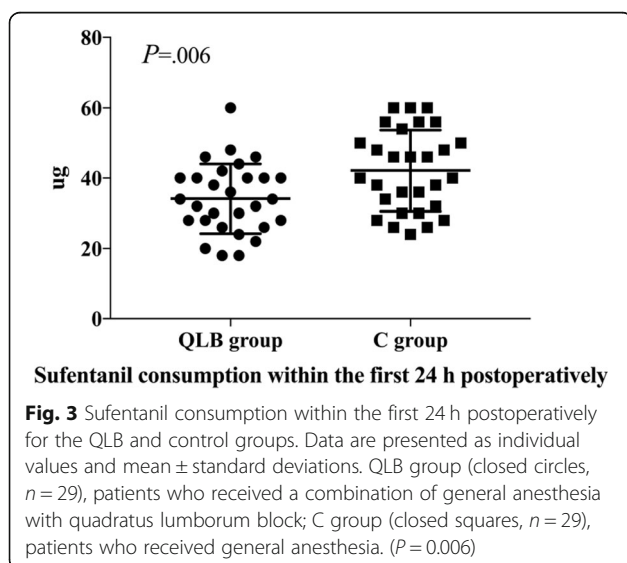 80
P=.006
60
ug
40
20
0
QLB group C group
Sufentanil consumption within the first 24 h postoperatively
Fig. 3 Sufentanil consumption within the first 24 h postoperatively
for the QLB and control groups. Data are presented as individual
values and mean ± standard deviations. QLB group (closed circles,
n = 29), patients who received a combination of general anesthesia
with quadratus lumborum block; C group (closed squares, n = 29),
patients who received general anesthesia. (P = 0.006)